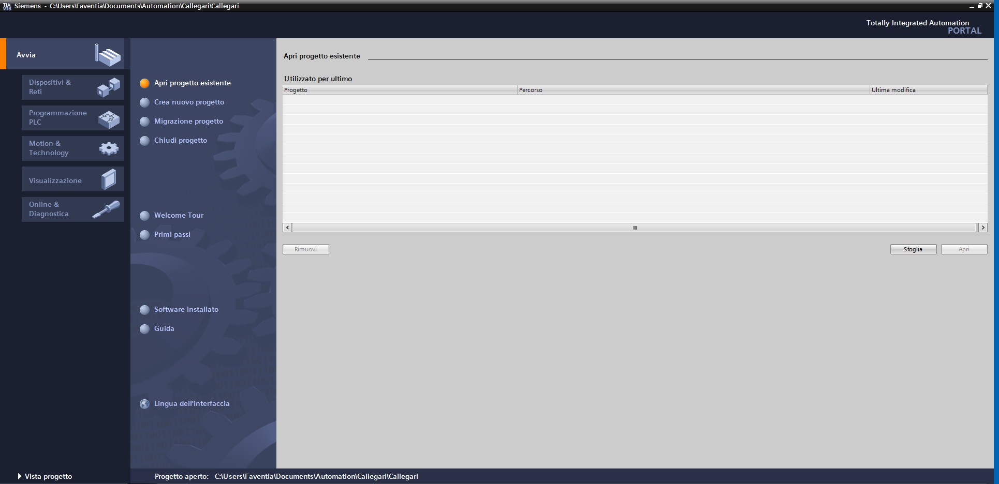 TIA
V13
Siemens - C:\Users\Faventia\Documents\Automation\Callegari\Callegari
Totally Integrated Automation
PORTAL
Avvia
Dispositivi &
Reti
Programmazione
PLC
Motion &
Technology
Visualizzazione
Online &
Diagnostica
Apri progetto esistente
Crea nuovo progetto
Migrazione progetto
Chiudi progetto
Welcome Tour
Primi passi
Software installato
Guida
Lingua dell'interfaccia
Apri progetto esistente
Utilizzato per ultimo
Progetto Percorso Ultima modifica
Rimuovi Sfoglia Apri
Vista progetto
Progetto aperto: C:\Users\Faventia\Documents\Automation\Callegari\Callegari